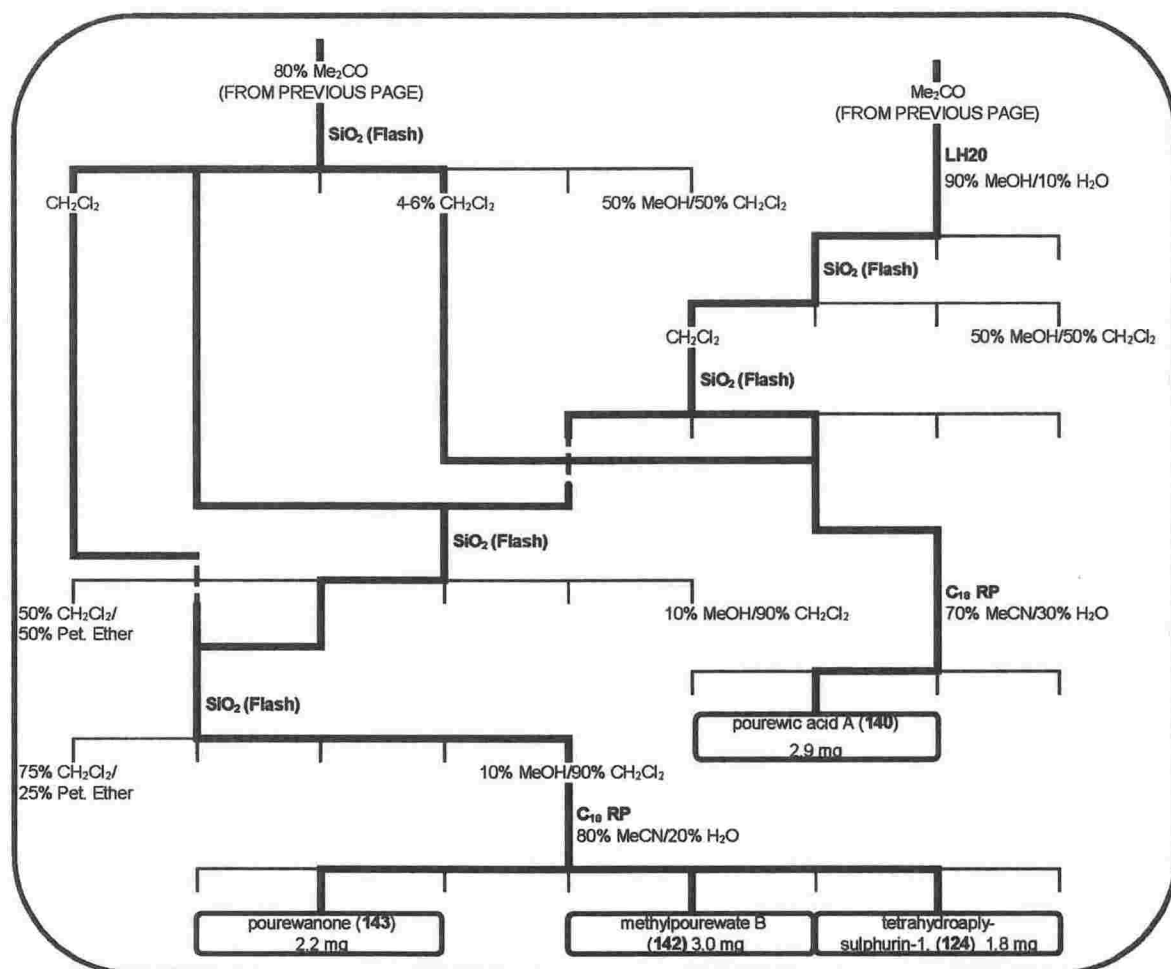 80% Me₂CO
(FROM PREVIOUS PAGE)
Me₂CO
(FROM PREVIOUS PAGE)
SiO₂ (Flash)
LH20
90% MeOH/10% H₂O
CH₂Cl₂
4-6% CH₂Cl₂
50% MeOH/50% CH₂Cl₂
SiO₂ (Flash)
CH₂Cl₂
50% MeOH/50% CH₂Cl₂
SiO₂ (Flash)
SiO₂ (Flash)
50% CH₂Cl₂/
50% Pet. Ether
10% MeOH/90% CH₂Cl₂
C₁₈ RP
70% MeCN/30% H₂O
SiO₂ (Flash)
pourewic acid A (140)
2.9 mg
75% CH₂Cl₂/
25% Pet. Ether
10% MeOH/90% CH₂Cl₂
C₁₈ RP
80% MeCN/20% H₂O
pourewanone (143)
2.2 mg
methylpourewate B
(142) 3.0 mg
tetrahydroaply-
sulphurin-1, (124) 1.8 mg